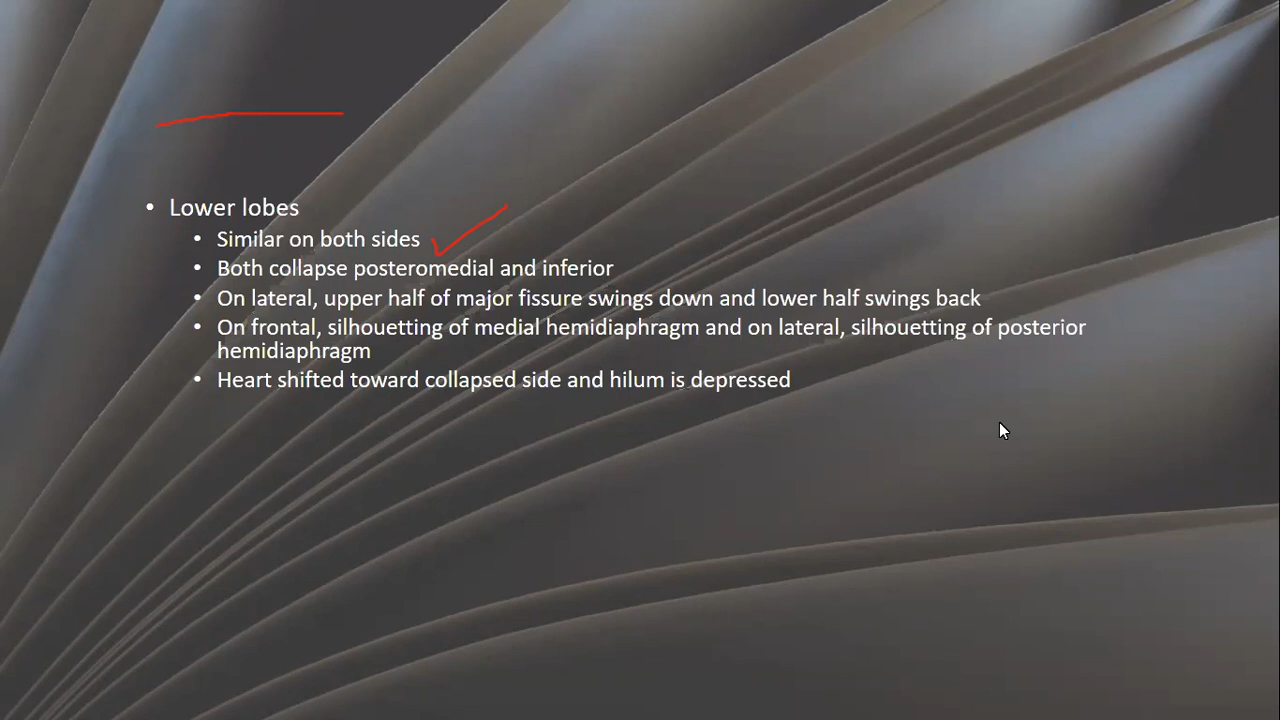 • Lower lobes
• Similar on both sides
• Both collapse posteromedial and inferior
• On lateral, upper half of major fissure swings down and lower half swings back
• On frontal, silhouetting of medial hemidiaphragm and on lateral, silhouetting of posterior
hemidiaphragm
• Heart shifted toward collapsed side and hilum is depressed